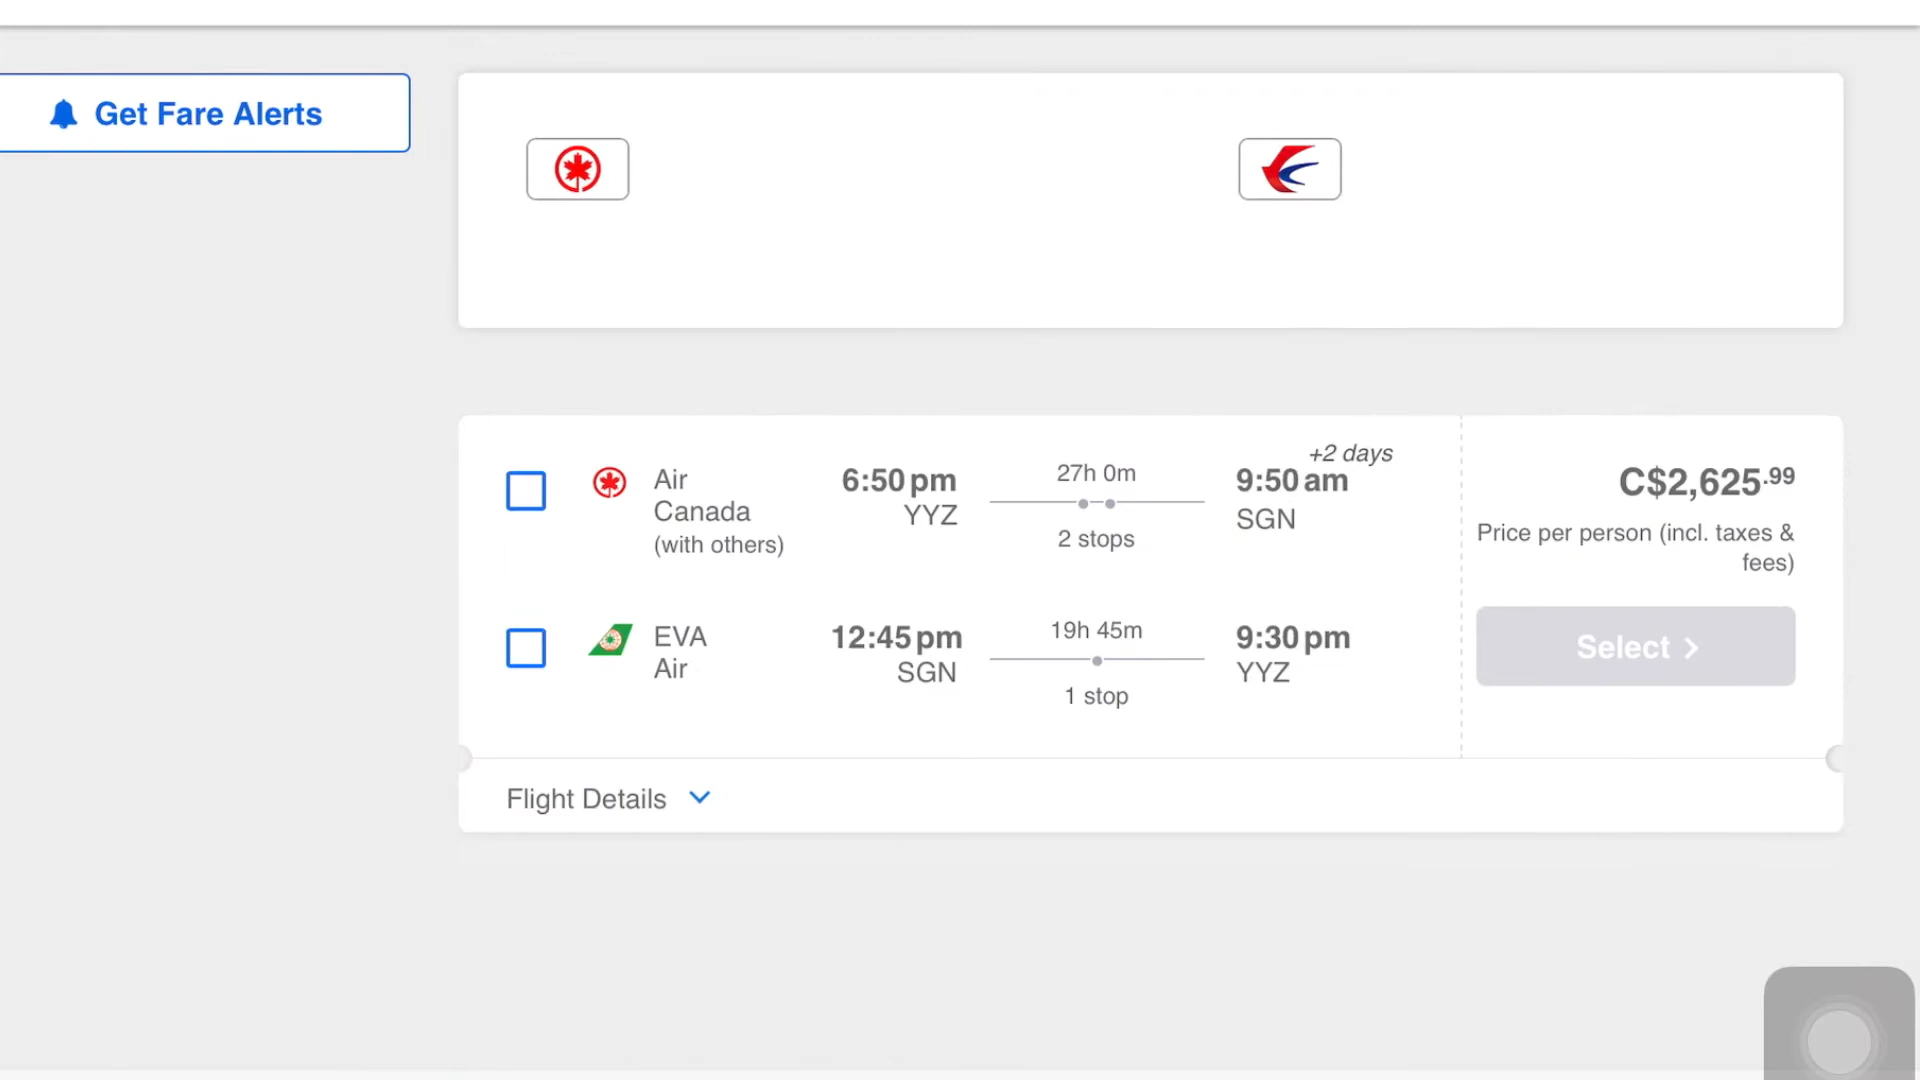 Get Fare Alerts
+2 days
Air Canada (with others)
6:50 pm
YYZ
27h 0m
2 stops
9:50 am
SGN
C$2,625.99
Price per person (incl. taxes &
fees)
EVA Air
12:45 pm
SGN
19h 45m
1 stop
9:30 pm
YYZ
Select
Flight Details